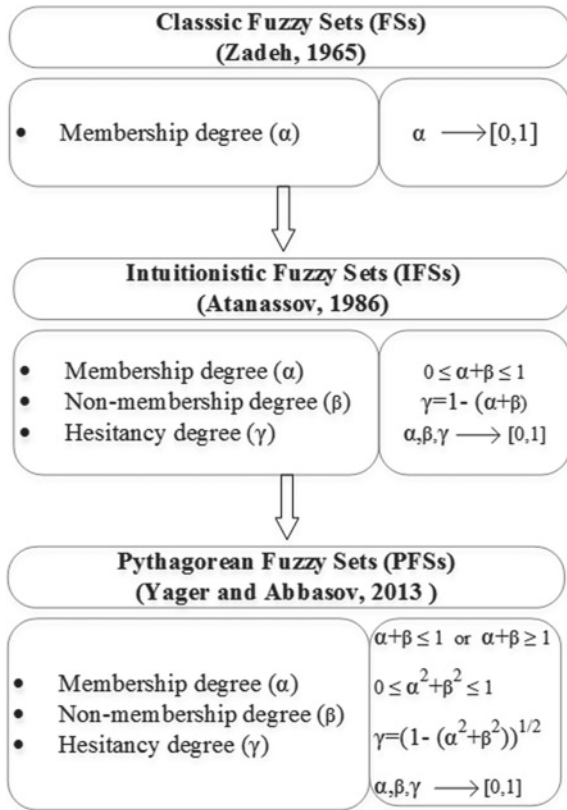 Classsic Fuzzy Sets (FSs)
(Zadeh, 1965)
• Membership degree (α)
α ⟶ [0,1]
Intuitionistic Fuzzy Sets (IFSs)
(Atanassov, 1986)
• Membership degree (α)
• Non-membership degree (β)
• Hesitancy degree (γ)
0 ≤ α+β ≤ 1
γ=1- (α+β)
α,β,γ ⟶ [0,1]
Pythagorean Fuzzy Sets (PFSs)
(Yager and Abbasov, 2013 )
• Membership degree (α)
• Non-membership degree (β)
• Hesitancy degree (γ)
α+β ≤ 1 or α+β ≥ 1
0 ≤ α²+β² ≤ 1
γ=(1- (α²+β²))^1/2
α,β,γ ⟶ [0,1]